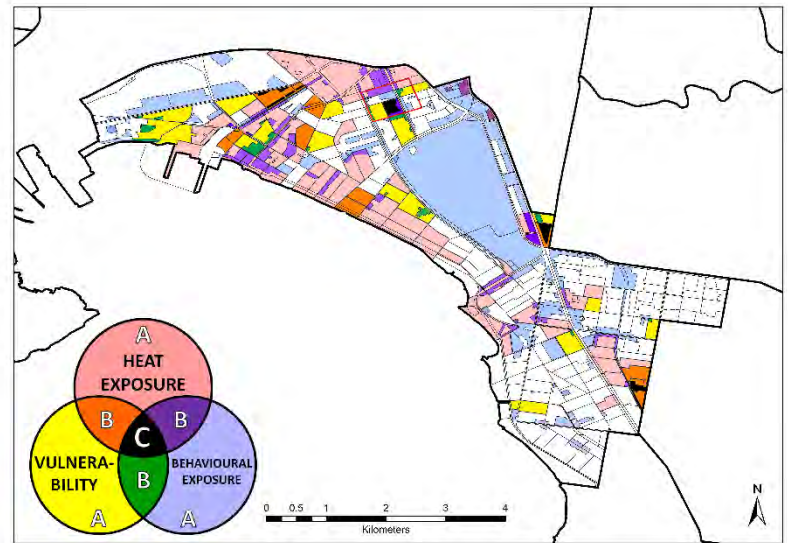 A
HEAT
EXPOSURE
B
B
C
VULNERA-
BILITY
BEHAVIOURAL
EXPOSURE
B
A
A
0 0.5 1 2 3 4
Kilometers
N